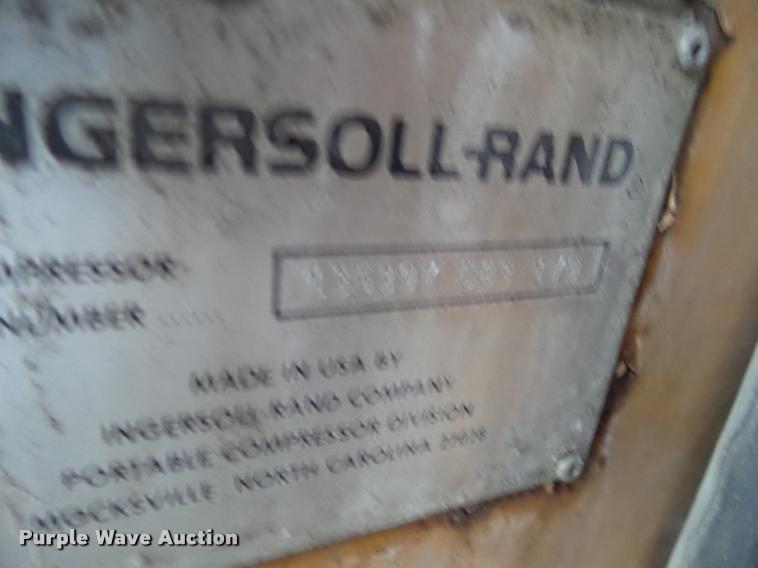 NGERSOLL-RAND®
MPRESSOR
NUMBER ......
MADE IN USA BY
INGERSOLL-RAND COMPANY
PORTABLE COMPRESSOR DIVISION
MOCKSVILLE, NORTH CAROLINA
Purple Wave Auction®